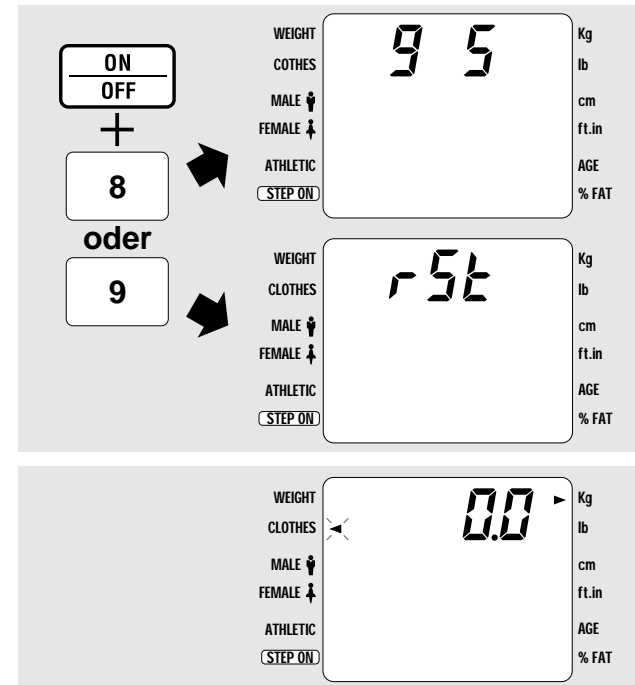 ON
OFF
+
8
oder
9
WEIGHT g 5 Kg
COTHES lb
MALE cm
FEMALE ft.in
ATHLETIC AGE
STEP ON % FAT
WEIGHT rSt Kg
CLOTHES lb
MALE cm
FEMALE ft.in
ATHLETIC AGE
STEP ON % FAT
WEIGHT 0.0 Kg
CLOTHES lb
MALE cm
FEMALE ft.in
ATHLETIC AGE
STEP ON % FAT